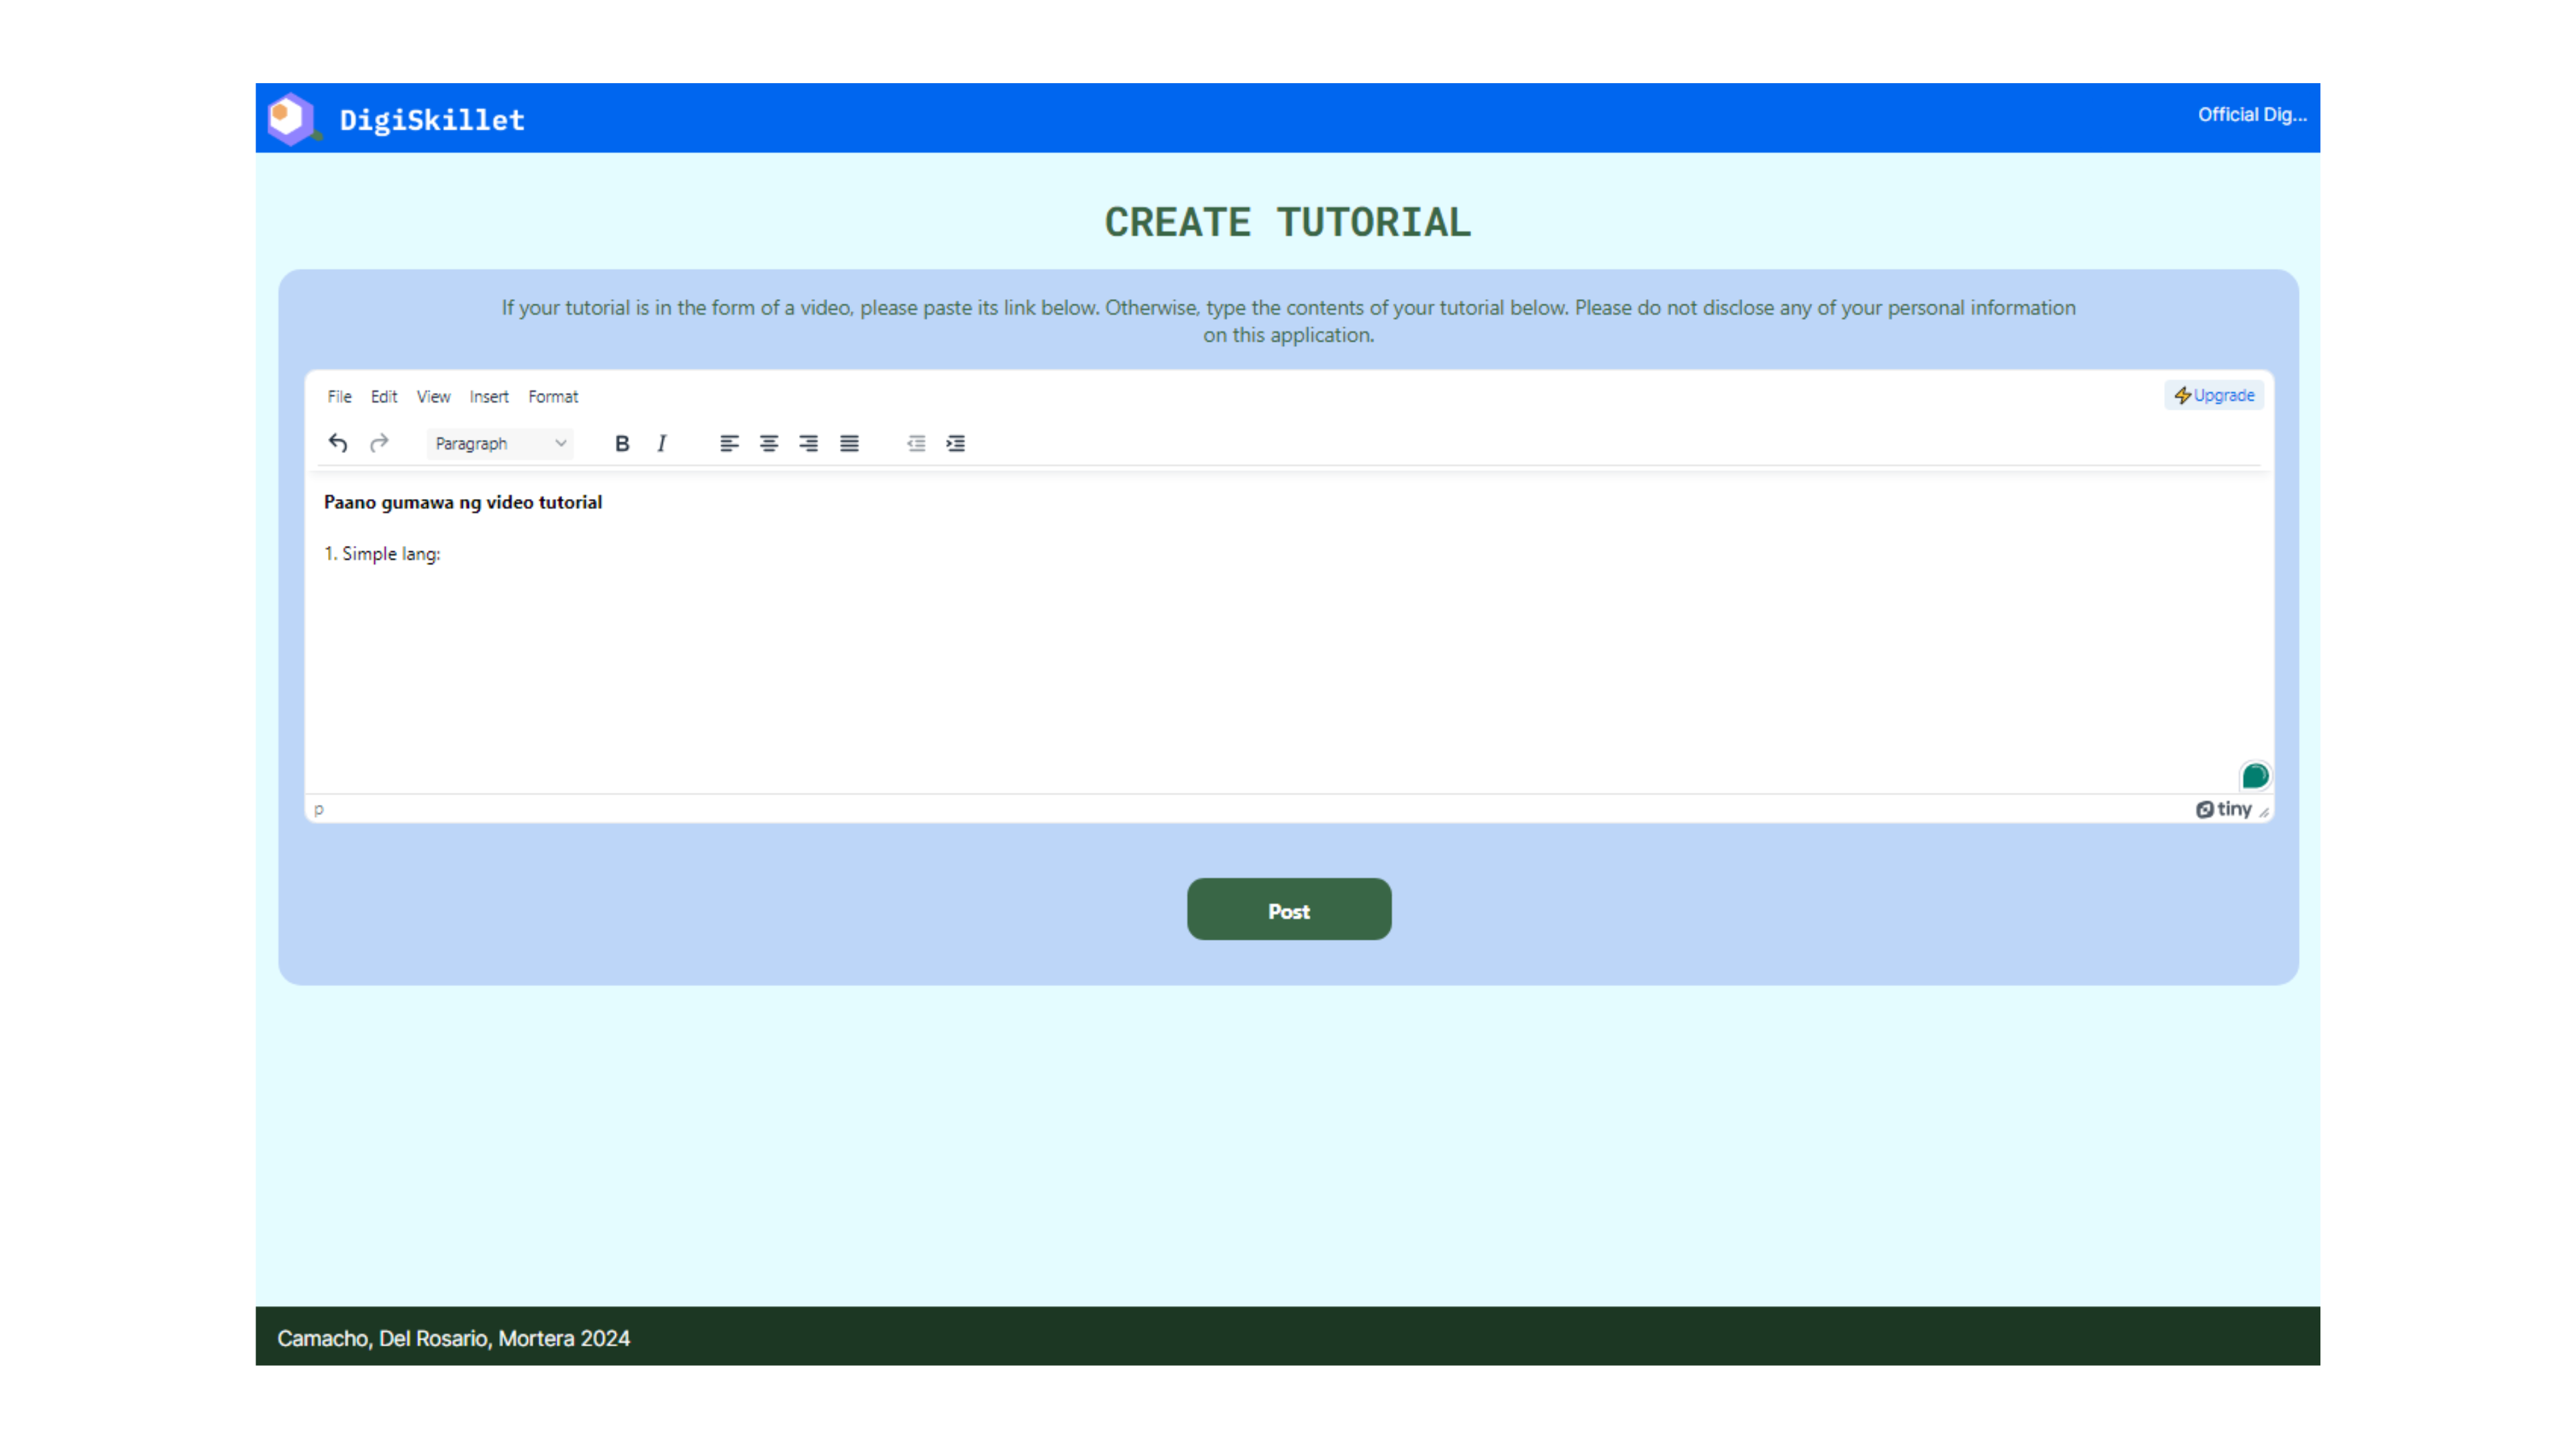 DigiSkillet
Official Dig...
CREATE TUTORIAL
If your tutorial is in the form of a video, please paste its link below. Otherwise, type the contents of your tutorial below. Please do not disclose any of your personal information
on this application.
File Edit View Insert Format
Upgrade
Paragraph
B I
Paano gumawa ng video tutorial
1. Simple lang:
p
tiny
Post
Camacho, Del Rosario, Mortera 2024